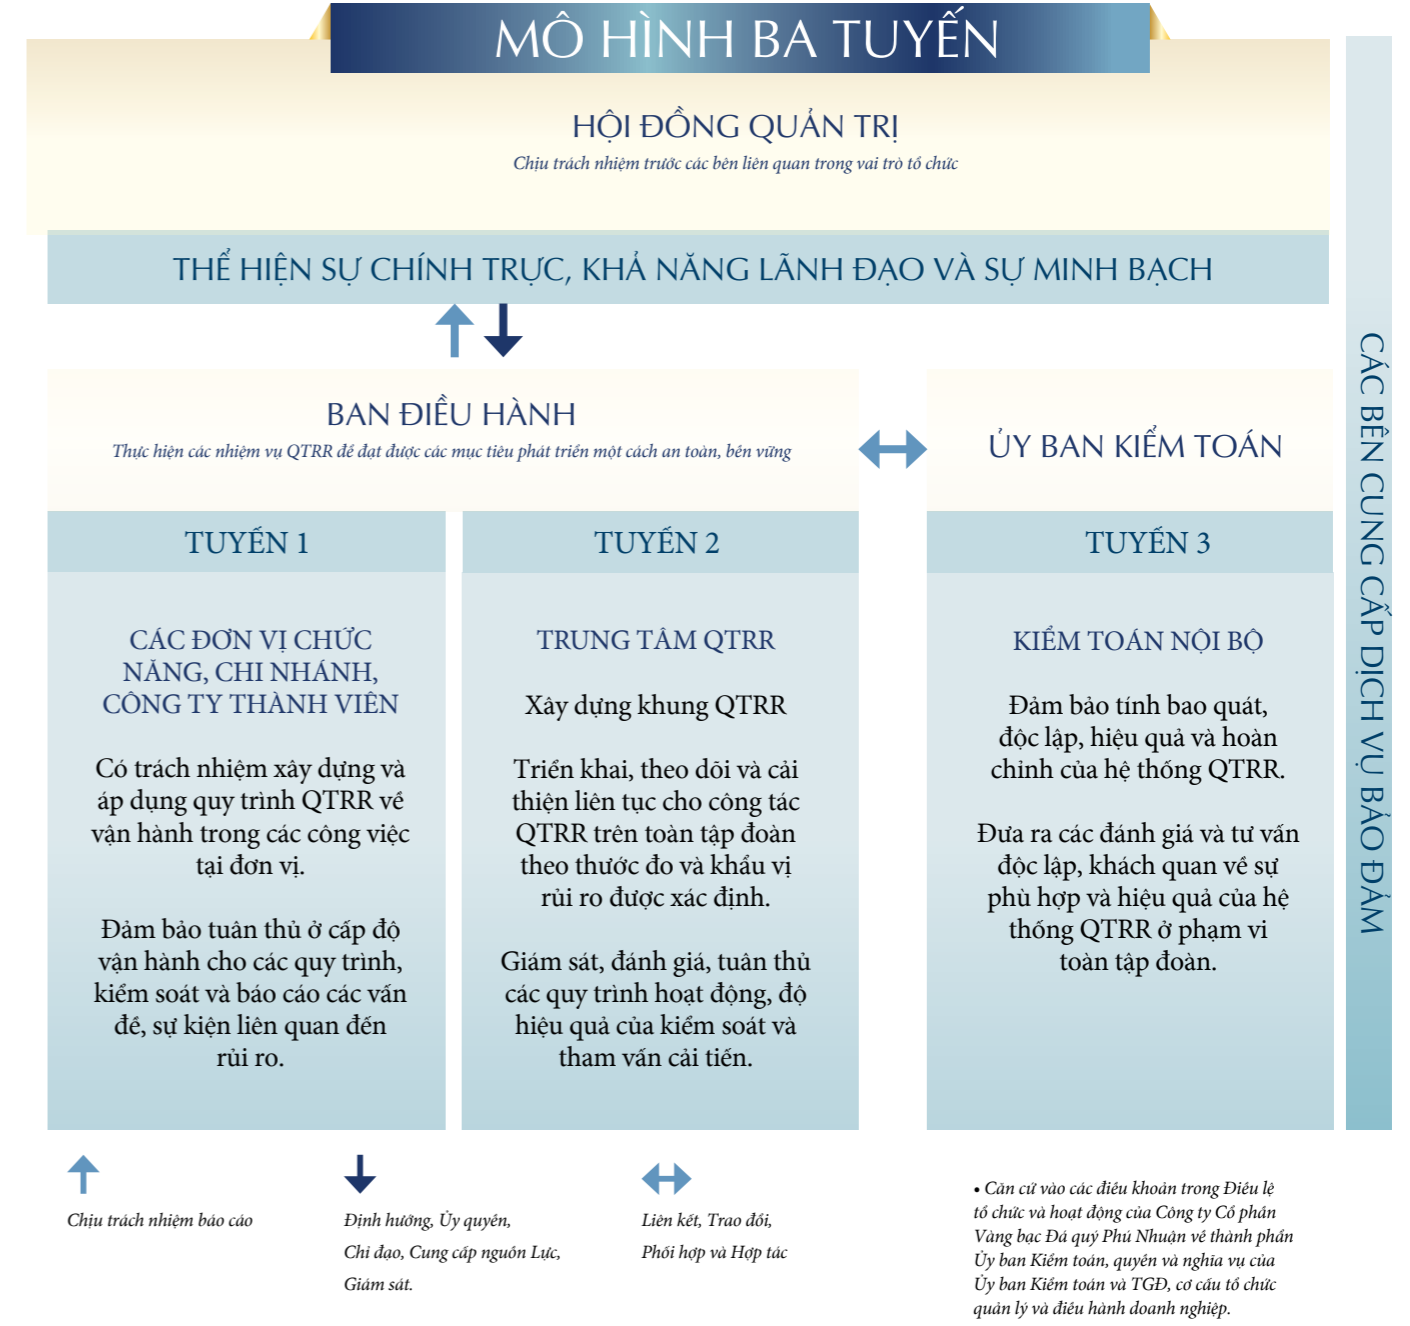 MÔ HÌNH BA TUYẾN
HỘI ĐỒNG QUẢN TRỊ
Chịu trách nhiệm trước các bên liên quan trong vai trò tổ chức
THỂ HIỆN SỰ CHÍNH TRỰC, KHẢ NĂNG LÃNH ĐẠO VÀ SỰ MINH BẠCH
BAN ĐIỀU HÀNH
Thực hiện các nhiệm vụ QTRR để đạt được các mục tiêu phát triển một cách an toàn, bền vững
ỦY BAN KIỂM TOÁN
TUYẾN 1
CÁC ĐƠN VỊ CHỨC
NĂNG, CHI NHÁNH,
CÔNG TY THÀNH VIÊN
Có trách nhiệm xây dựng và
áp dụng quy trình QTRR về
vận hành trong các công việc
tại đơn vị.
Đảm bảo tuân thủ ở cấp độ
vận hành cho các quy trình,
kiểm soát và báo cáo các vấn
đề, sự kiện liên quan đến
rủi ro.
TUYẾN 2
TRUNG TÂM QTRR
Xây dựng khung QTRR
Triển khai, theo dõi và cải
thiện liên tục cho công tác
QTRR trên toàn tập đoàn
theo thước đo và khẩu vị
rủi ro được xác định.
Giám sát, đánh giá, tuân thủ
các quy trình hoạt động, độ
hiệu quả của kiểm soát và
tham vấn cải tiến.
TUYẾN 3
KIỂM TOÁN NỘI BỘ
Đảm bảo tính bao quát,
độc lập, hiệu quả và hoàn
chỉnh của hệ thống QTRR.
Đưa ra các đánh giá và tư vấn
độc lập, khách quan về sự
phù hợp và hiệu quả của hệ
thống QTRR ở phạm vi
toàn tập đoàn.
CÁC BÊN CUNG CẤP DỊCH VỤ BẢO ĐẢM
Chịu trách nhiệm báo cáo
Định hướng, Ủy quyền,
Chỉ đạo, Cung cấp nguồn Lực,
Giám sát.
Liên kết, Trao đổi,
Phối hợp và Hợp tác
• Căn cứ vào các điều khoản trong Điều lệ
tổ chức và hoạt động của Công ty Cổ phần
Vàng bạc Đá quý Phú Nhuận về thành phần
Ủy ban Kiểm toán, quyền và nghĩa vụ của
Ủy ban Kiểm toán và TGĐ, cơ cấu tổ chức
quản lý và điều hành doanh nghiệp.